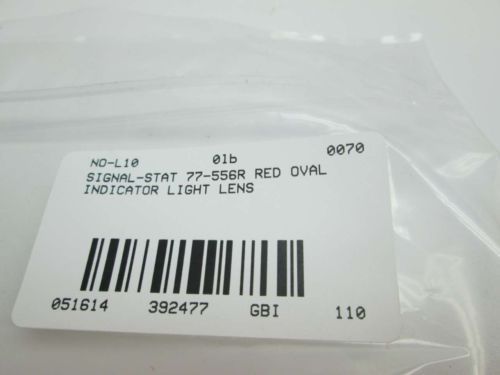 NO-L10 01b 0070
SIGNAL-STAT 77-556R RED OVAL
INDICATOR LIGHT LENS
051614 392477 GBI 110